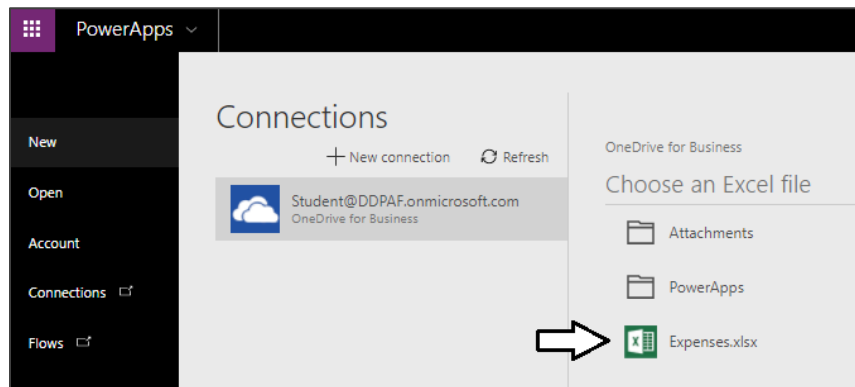 PowerApps
New
Open
Account
Connections
Flows
Connections
New connection
Refresh
Student@DDPAF.onmicrosoft.com
OneDrive for Business
OneDrive for Business
Choose an Excel file
Attachments
PowerApps
Expenses.xlsx